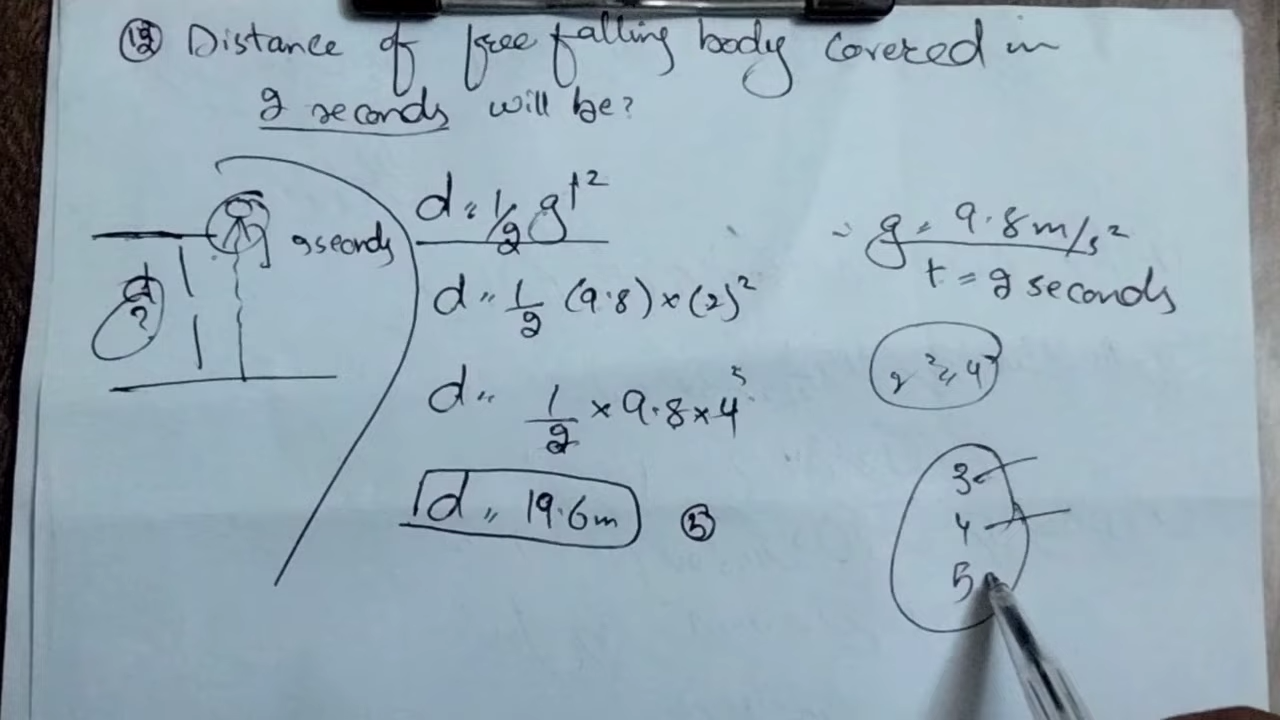 12 Distance of free falling body covered in
2 seconds will be?
2 seconds
d ?
d = 1/2 gt²
d = 1/2 (9.8) × (2)²
d = 1/2 × 9.8 × 4
d = 19.6m
5
∵ g = 9.8m/s²
t = 2 seconds
2² = 4
3
4
5